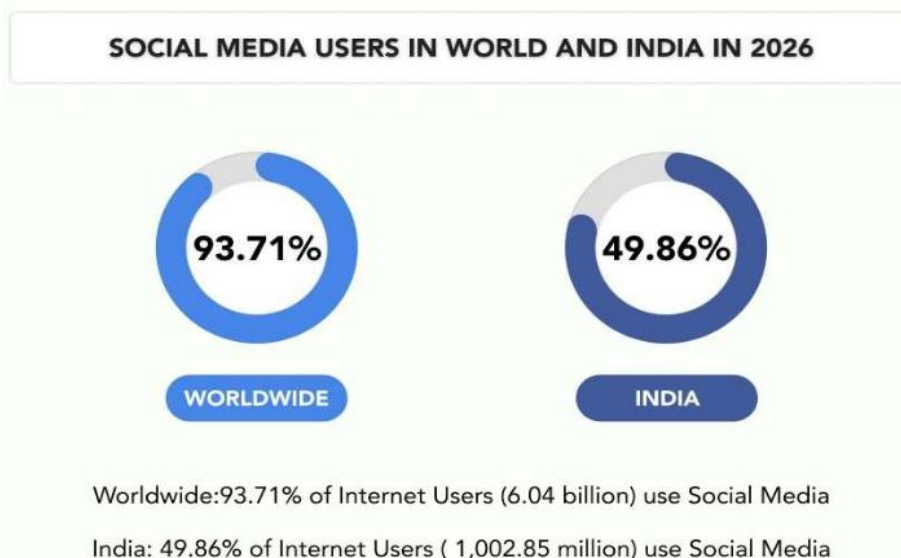 SOCIAL MEDIA USERS IN WORLD AND INDIA IN 2026
93.71%
49.86%
WORLDWIDE
INDIA
Worldwide:93.71% of Internet Users (6.04 billion) use Social Media
India: 49.86% of Internet Users ( 1,002.85 million) use Social Media